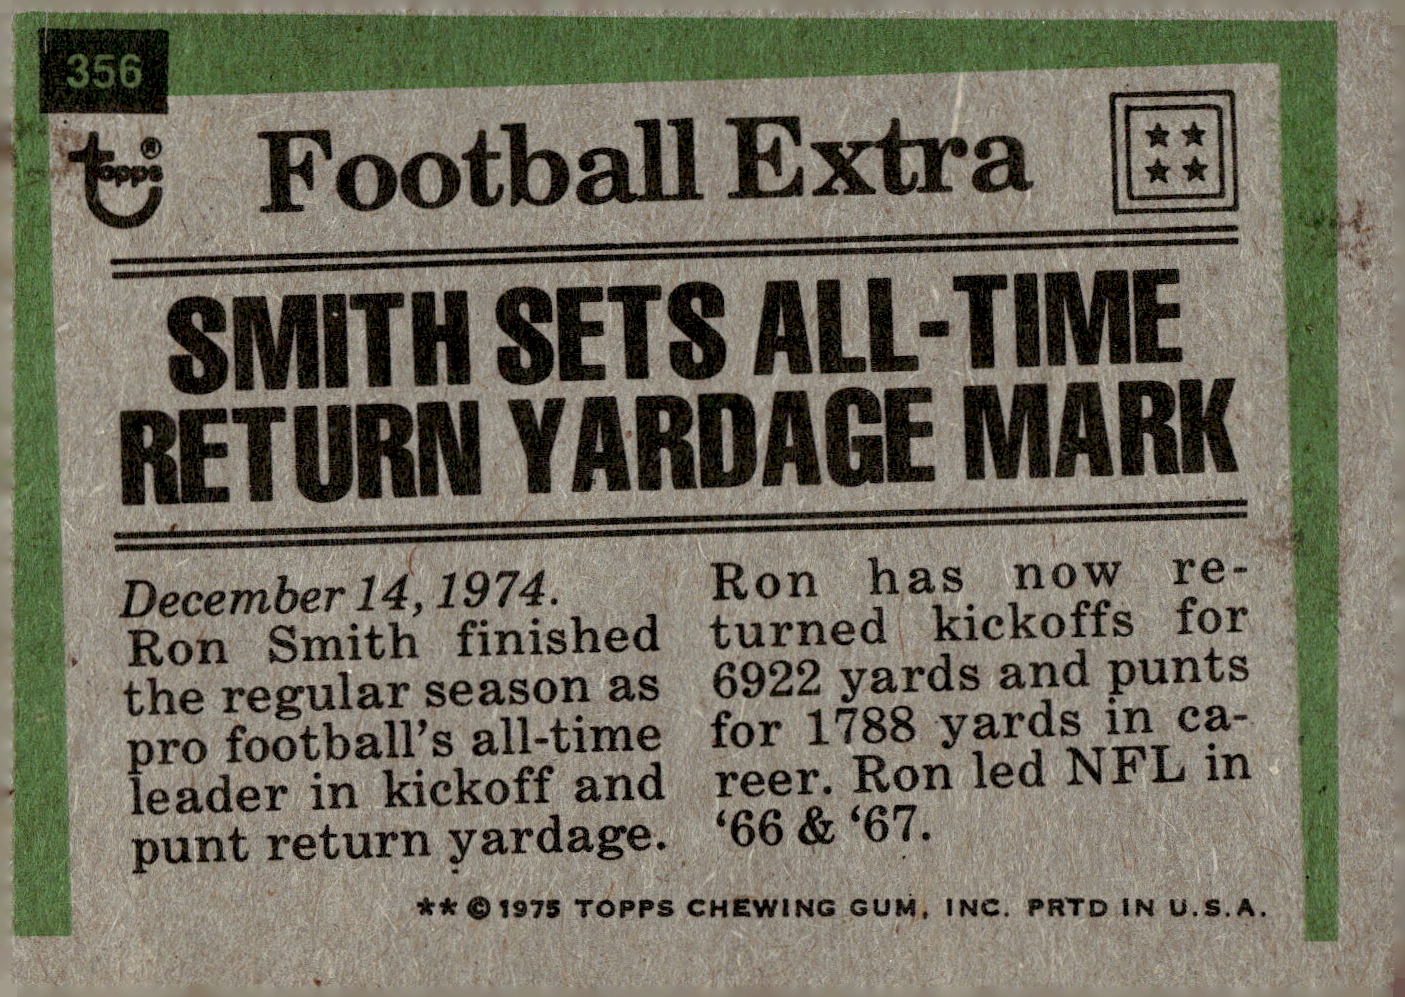 356
topps®
Football Extra
SMITH SETS ALL-TIME
RETURN YARDAGE MARK
December 14, 1974.
Ron Smith finished
the regular season as
pro football's all-time
leader in kickoff and
punt return yardage.
Ron has now re-
turned kickoffs for
6922 yards and punts
for 1788 yards in ca-
reer. Ron led NFL in
‘66 & ‘67.
**©1975 TOPPS CHEWING GUM, INC. PRTD IN U.S.A.